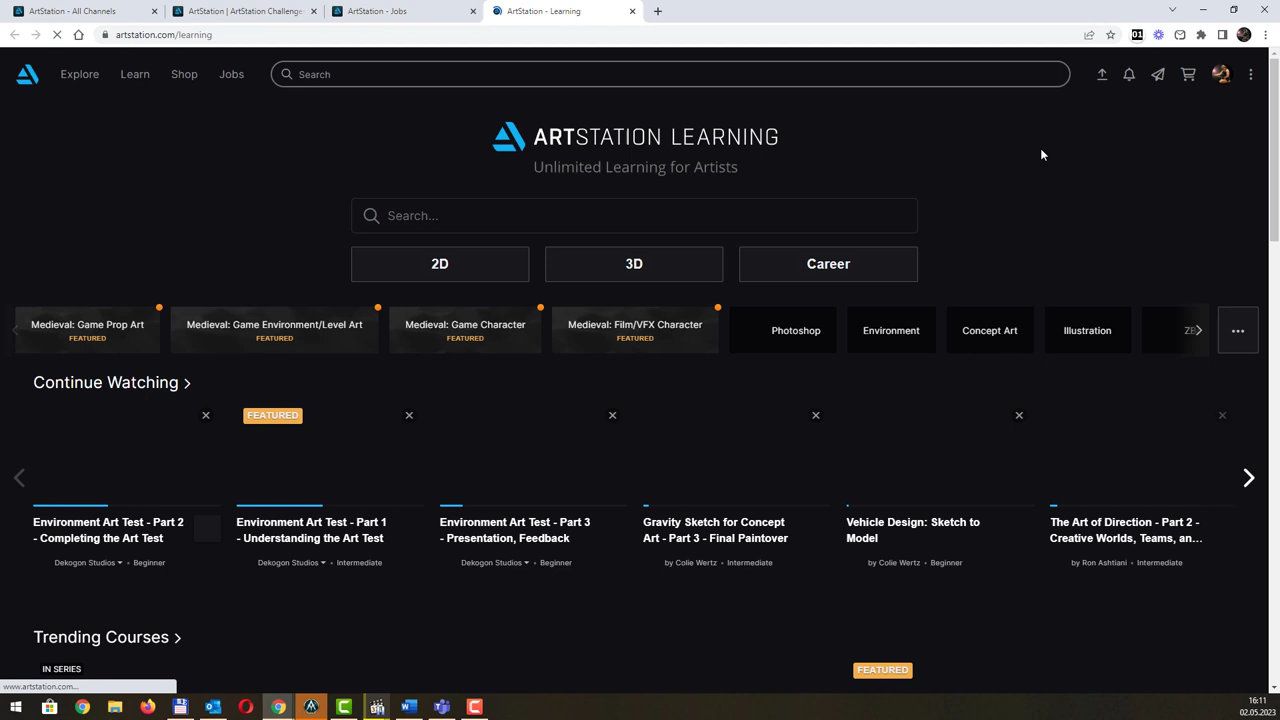 ArtStation - All Channels
ArtStation | ArtStation Challenge
ArtStation - Jobs
ArtStation - Learning
artstation.com/learning
01
Explore
Learn
Shop
Jobs
Search
ARTSTATION LEARNING
Unlimited Learning for Artists
Search...
2D
3D
Career
Medieval: Game Prop Art
FEATURED
Medieval: Game Environment/Level Art
FEATURED
Medieval: Game Character
FEATURED
Medieval: Film/VFX Character
FEATURED
Photoshop
Environment
Concept Art
Illustration
Continue Watching >
FEATURED
Environment Art Test - Part 2
- Completing the Art Test
Dekogon Studios • Beginner
Environment Art Test - Part 1
- Understanding the Art Test
Dekogon Studios • Intermediate
Environment Art Test - Part 3
- Presentation, Feedback
Dekogon Studios • Beginner
Gravity Sketch for Concept
Art - Part 3 - Final Paintover
by Colie Wertz • Intermediate
Vehicle Design: Sketch to
Model
by Colie Wertz • Beginner
The Art of Direction - Part 2 -
Creative Worlds, Teams, an...
by Ron Ashtiani • Intermediate
Trending Courses >
IN SERIES
FEATURED
www.artstation.com...
16:11
02.05.2023